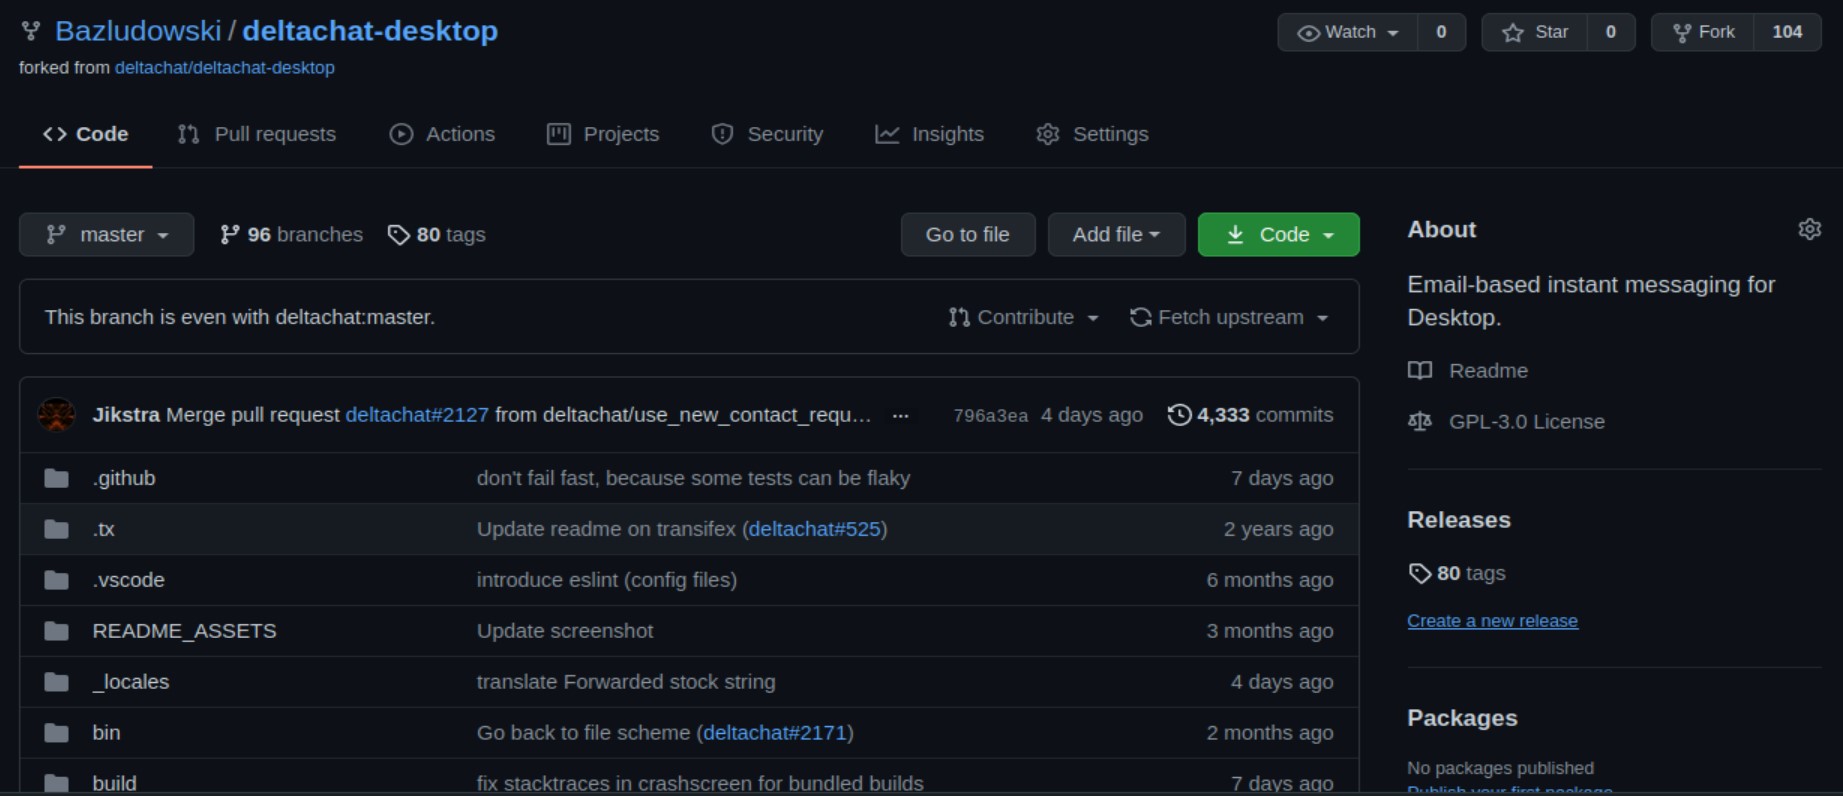 Bazludowski / deltachat-desktop
Watch 0 Star 0 Fork 104
forked from deltachat/deltachat-desktop
Code Pull requests Actions Projects Security Insights Settings
master 96 branches 80 tags Go to file Add file Code
This branch is even with deltachat:master. Contribute Fetch upstream
Jikstra Merge pull request deltachat#2127 from deltachat/use_new_contact_requ… ... 796a3ea 4 days ago 4,333 commits
.github don't fail fast, because some tests can be flaky 7 days ago
.tx Update readme on transifex (deltachat#525) 2 years ago
.vscode introduce eslint (config files) 6 months ago
README_ASSETS Update screenshot 3 months ago
_locales translate Forwarded stock string 4 days ago
bin Go back to file scheme (deltachat#2171) 2 months ago
build fix stacktraces in crashscreen for bundled builds 7 days ago
About
Email-based instant messaging for
Desktop.
Readme
GPL-3.0 License
Releases
80 tags
Create a new release
Packages
No packages published
Publish your first package